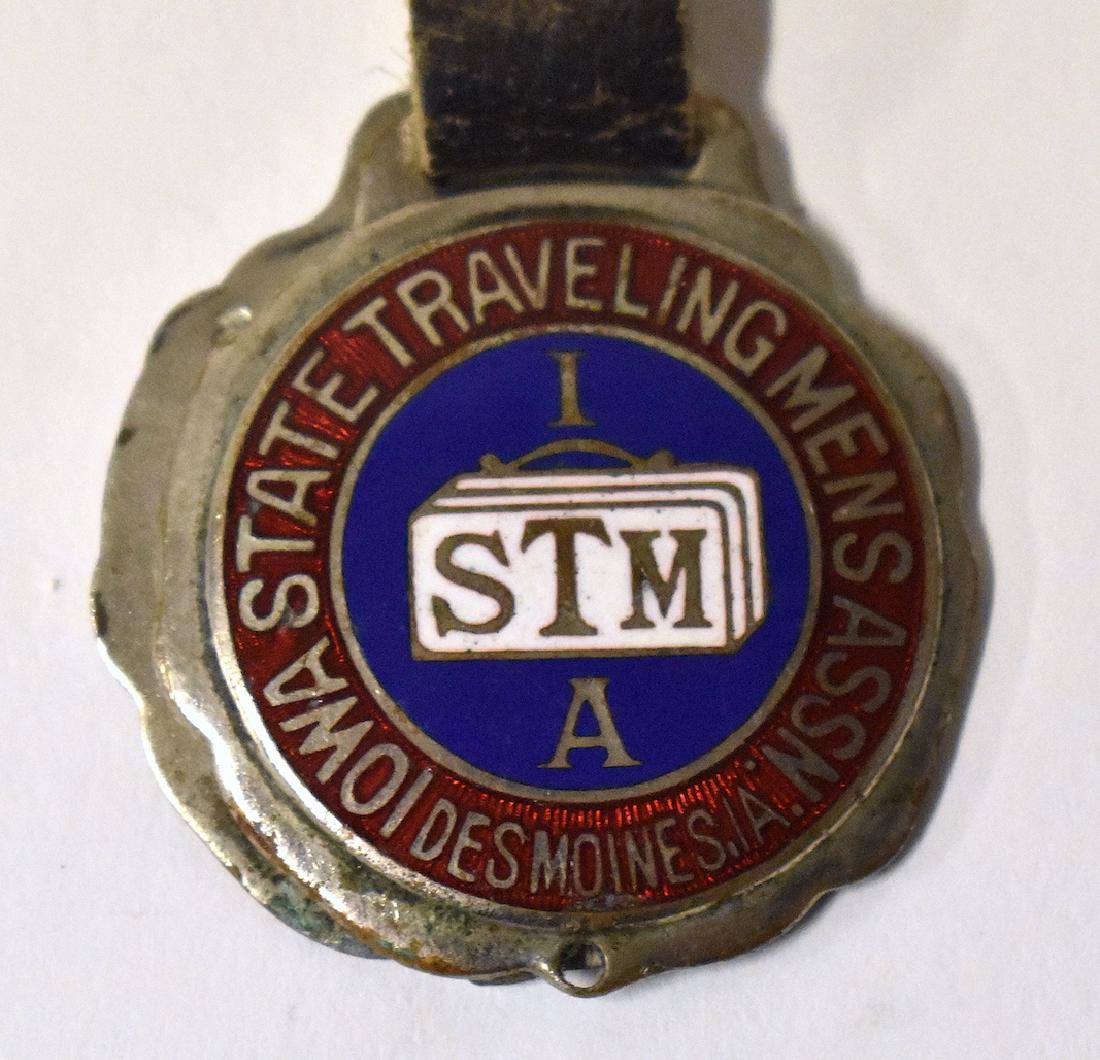 IOWA STATE TRAVELING MENS ASSN.
DES MOINES, IA.
I
STM
A